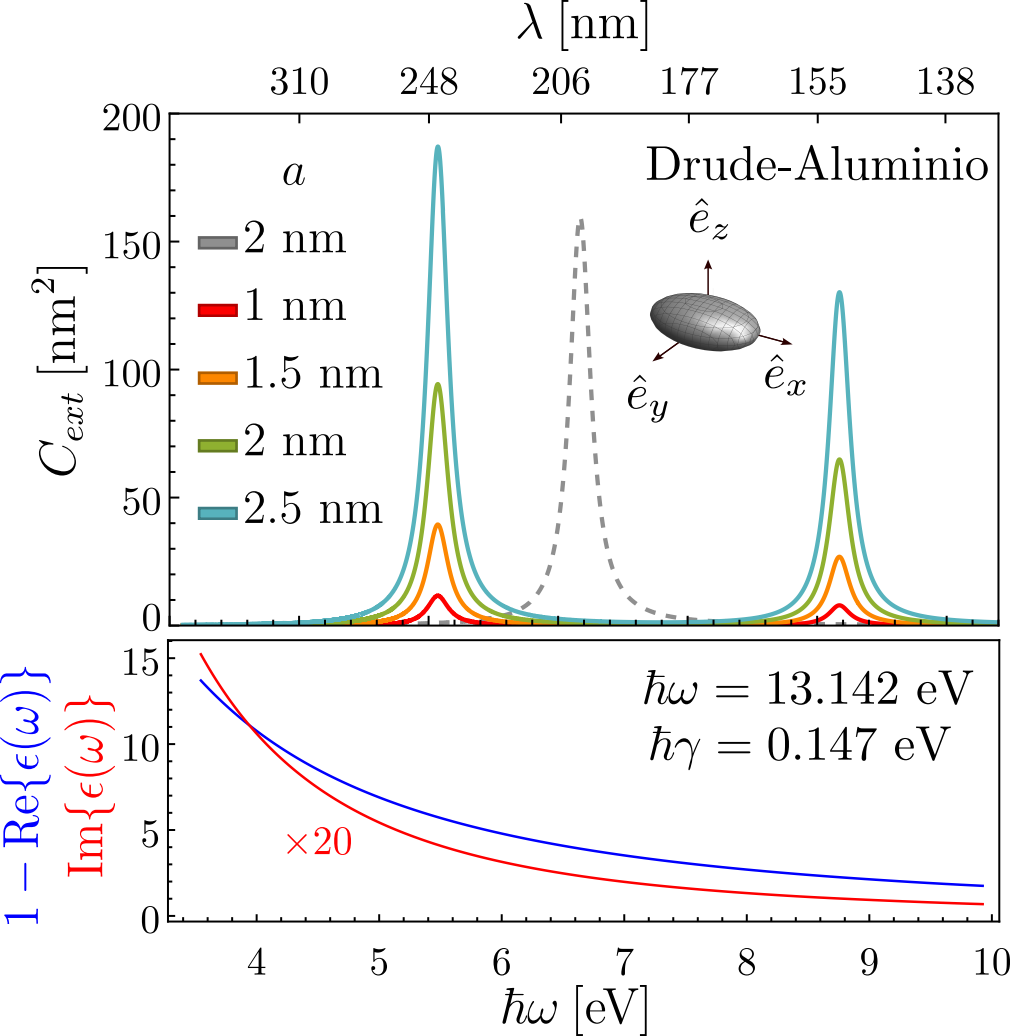 λ [nm]
310 248 206 177 155 138
200
150
100
50
0
C_ext [nm²]
a
2 nm
1 nm
1.5 nm
2 nm
2.5 nm
Drude-Aluminio
ê_z
ê_y
ê_x
15
10
5
0
1 − Re{ϵ(ω)}
Im{ϵ(ω)}
ħω = 13.142 eV
ħγ = 0.147 eV
×20
4 5 6 7 8 9 10
ħω [eV]